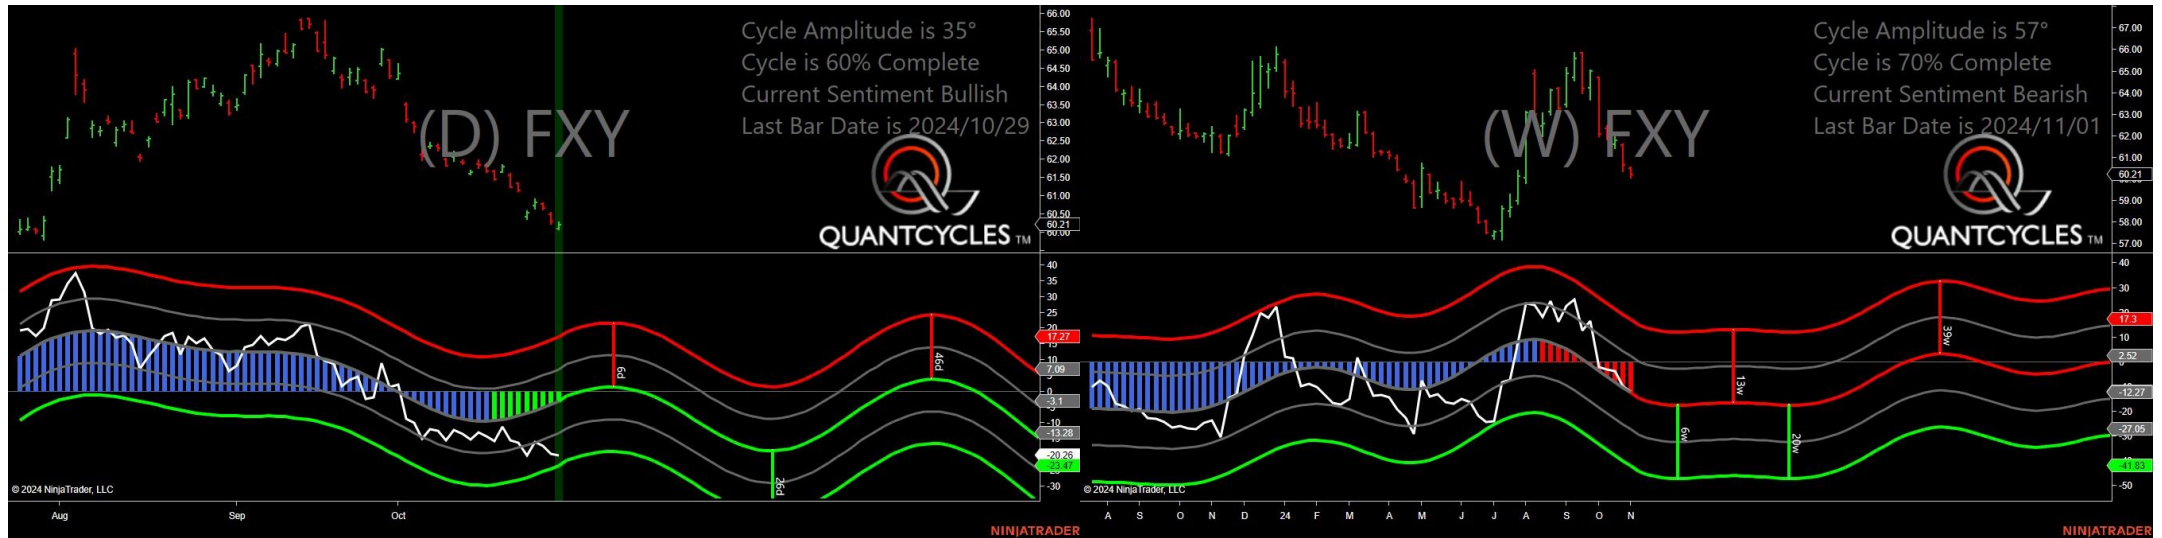 Cycle Amplitude is 35°
Cycle is 60% Complete
Current Sentiment Bullish
Last Bar Date is 2024/10/29
(D) FXY
QUANTCYCLES TM
66.00
65.50
65.00
64.50
64.00
63.50
63.00
62.50
62.00
61.50
61.00
60.50
60.21
60.00
40
35
30
25
20
17.27
15
10
7.09
5
0
-3.1
-5
-10
-13.28
-20.26
-23.47
-30
6d
26d
46d
© 2024 NinjaTrader, LLC
Aug
Sep
Oct
NINJATRADER
Cycle Amplitude is 57°
Cycle is 70% Complete
Current Sentiment Bearish
Last Bar Date is 2024/11/01
(W) FXY
QUANTCYCLES TM
67.00
66.00
65.00
64.00
63.00
62.00
61.00
60.21
59.00
58.00
57.00
40
30
17.3
10
2.52
0
-12.27
-20
-27.05
-30
-41.83
-50
6w
13w
20w
39w
© 2024 NinjaTrader, LLC
A
S
O
N
D
24
F
M
A
M
J
J
A
S
O
N
NINJATRADER